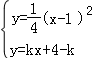 y=1/4(x-1)²
y=kx+4-k